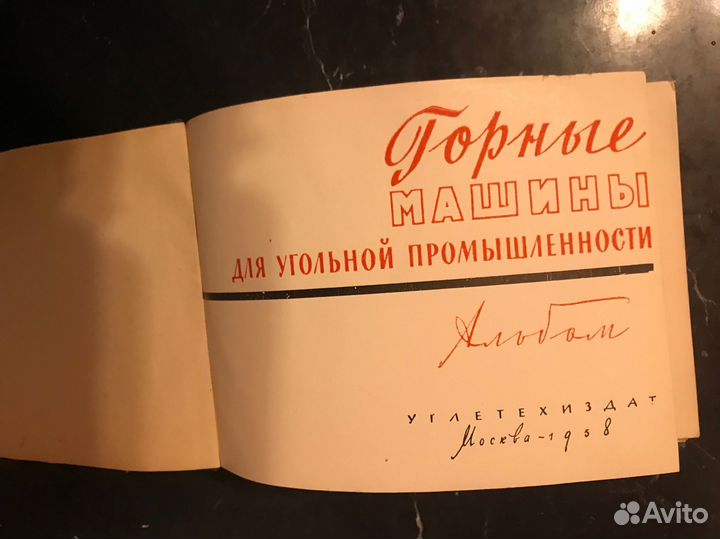 Горные
МАШИНЫ
ДЛЯ УГОЛЬНОЙ ПРОМЫШЛЕННОСТИ
Альбом
УГЛЕТЕХИЗДАТ
Москва-1958
Avito